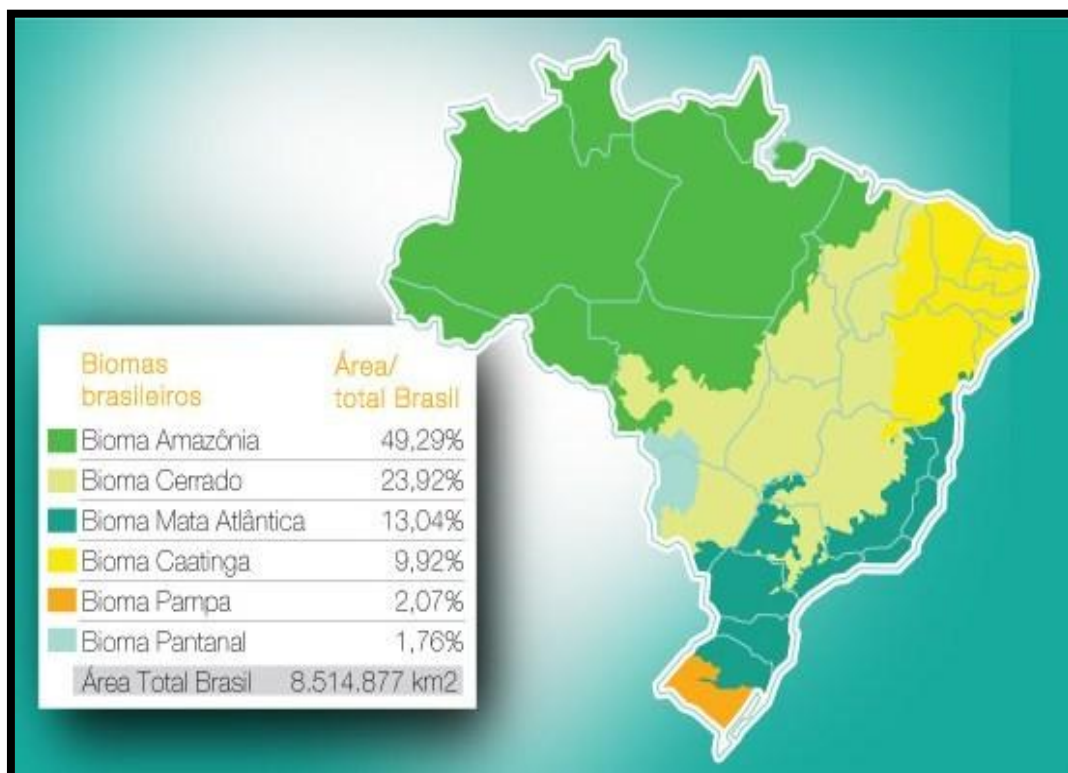 Biomas brasileiros Área/ total Brasil
Bioma Amazônia 49,29%
Bioma Cerrado 23,92%
Bioma Mata Atlântica 13,04%
Bioma Caatinga 9,92%
Bioma Pampa 2,07%
Bioma Pantanal 1,76%
Área Total Brasil 8.514.877 km2